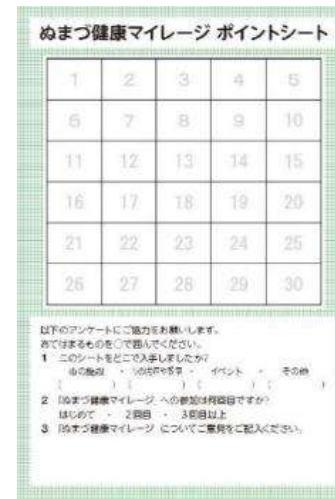 ぬまづ健康マイレージ ポイントシート
1 2 3 4 5
6 7 8 9 10
11 12 13 14 15
16 17 18 19 20
21 22 23 24 25
26 27 28 29 30
以下のアンケートにご協力をお願いします。
あてはまるものを○で囲んでください。
1 このシートをどこで入手しましたか?
市の施設 ・ ・ イベント ・ その他
( ) ( ) ( ) ( )
2 「ぬまづ健康マイレージ」への参加は何回目ですか?
はじめて ・ 2回目 ・ 3回目以上
3 「ぬまづ健康マイレージ」についてご意見をご記入ください。